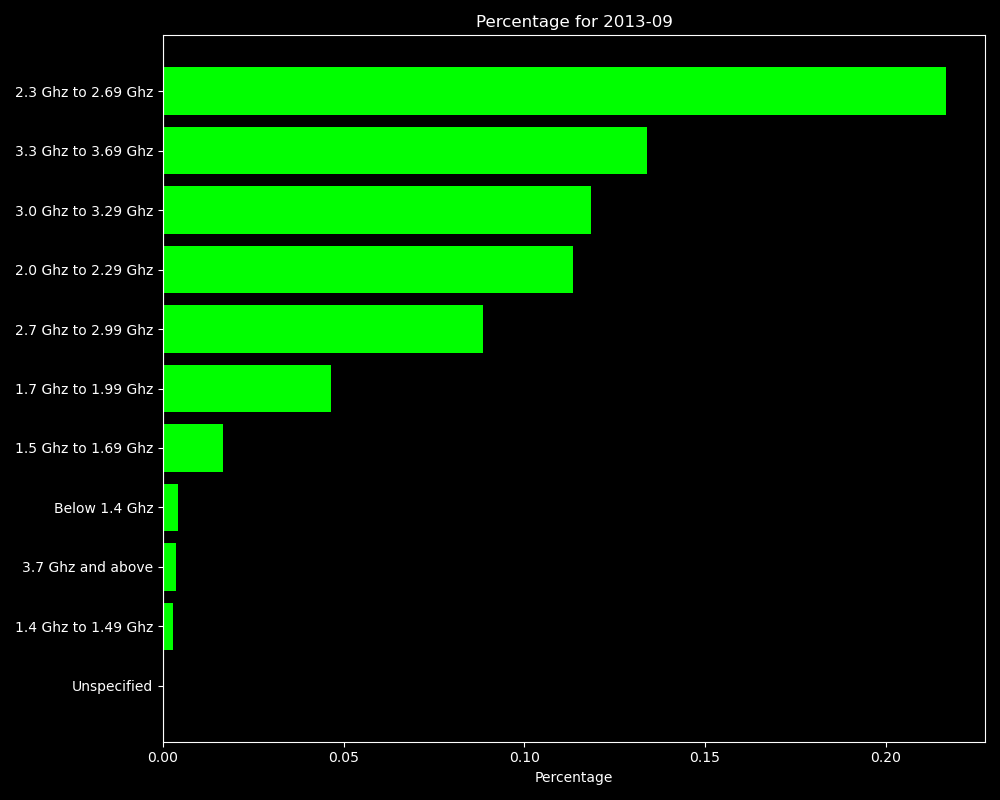 Percentage for 2013-09
2.3 Ghz to 2.69 Ghz
3.3 Ghz to 3.69 Ghz
3.0 Ghz to 3.29 Ghz
2.0 Ghz to 2.29 Ghz
2.7 Ghz to 2.99 Ghz
1.7 Ghz to 1.99 Ghz
1.5 Ghz to 1.69 Ghz
Below 1.4 Ghz
3.7 Ghz and above
1.4 Ghz to 1.49 Ghz
Unspecified
0.00 0.05 0.10 0.15 0.20
Percentage